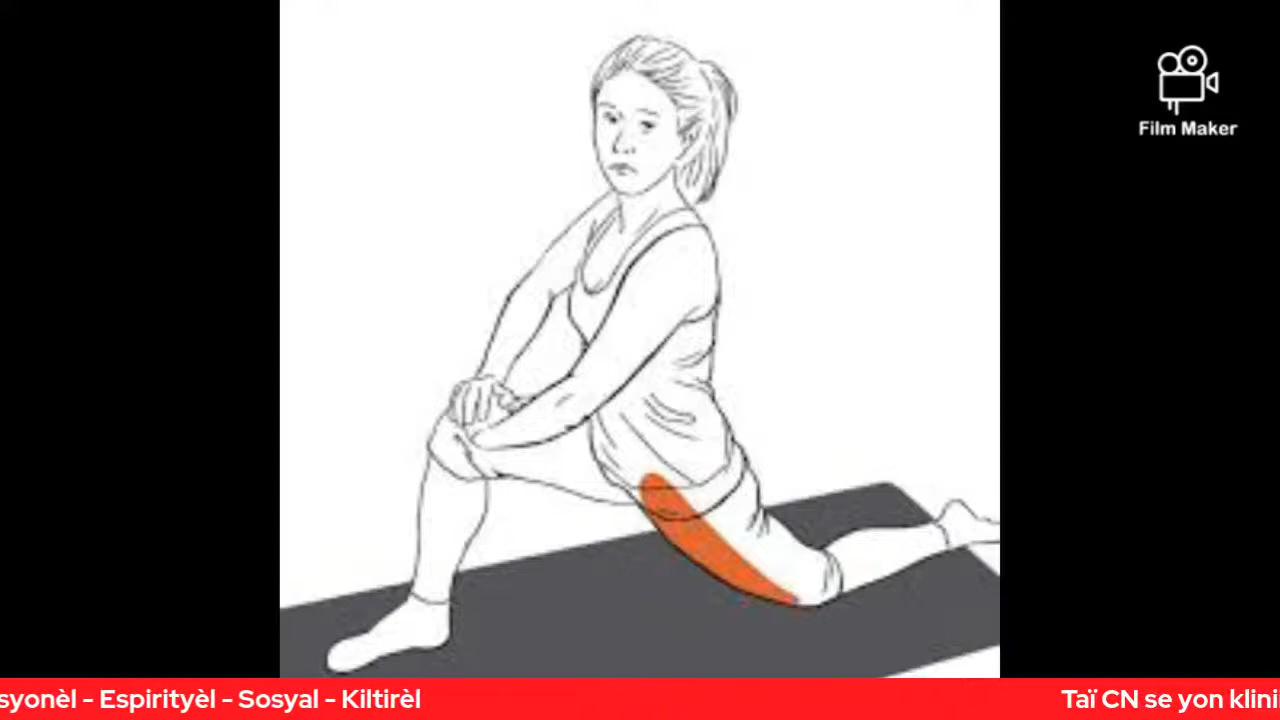 Film Maker
syonèl - Espirityèl - Sosyal - Kiltirèl
Taï CN se yon klini